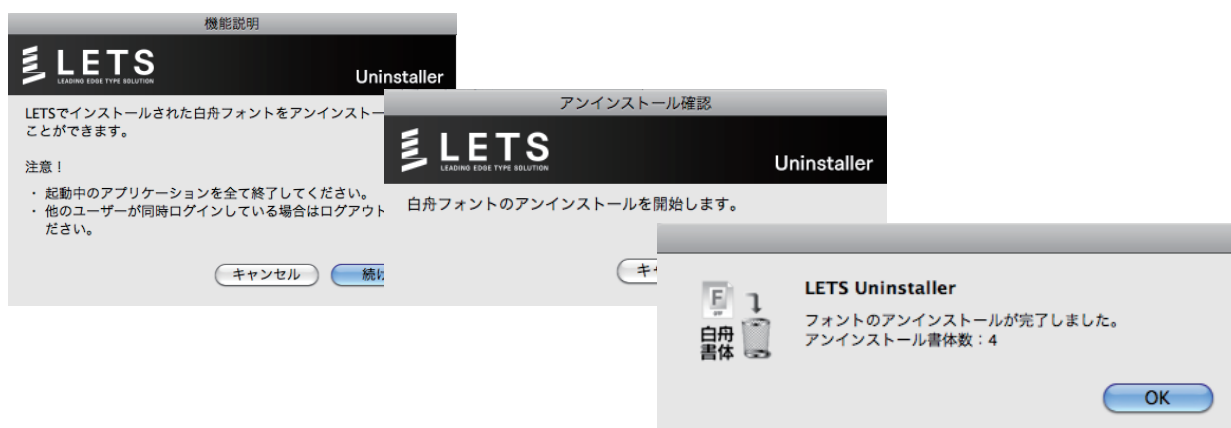 機能説明
LETS
LEADING EDGE TYPE SOLUTION
Uninstaller
LETSでインストールされた白舟フォントをアンインストー
ことができます。
注意！
・ 起動中のアプリケーションを全て終了してください。
・ 他のユーザーが同時ログインしている場合はログアウト
ださい。
キャンセル
続け
アンインストール確認
LETS
LEADING EDGE TYPE SOLUTION
Uninstaller
白舟フォントのアンインストールを開始します。
キ
F
白舟
書体
LETS Uninstaller
フォントのアンインストールが完了しました。
アンインストール書体数：4
OK